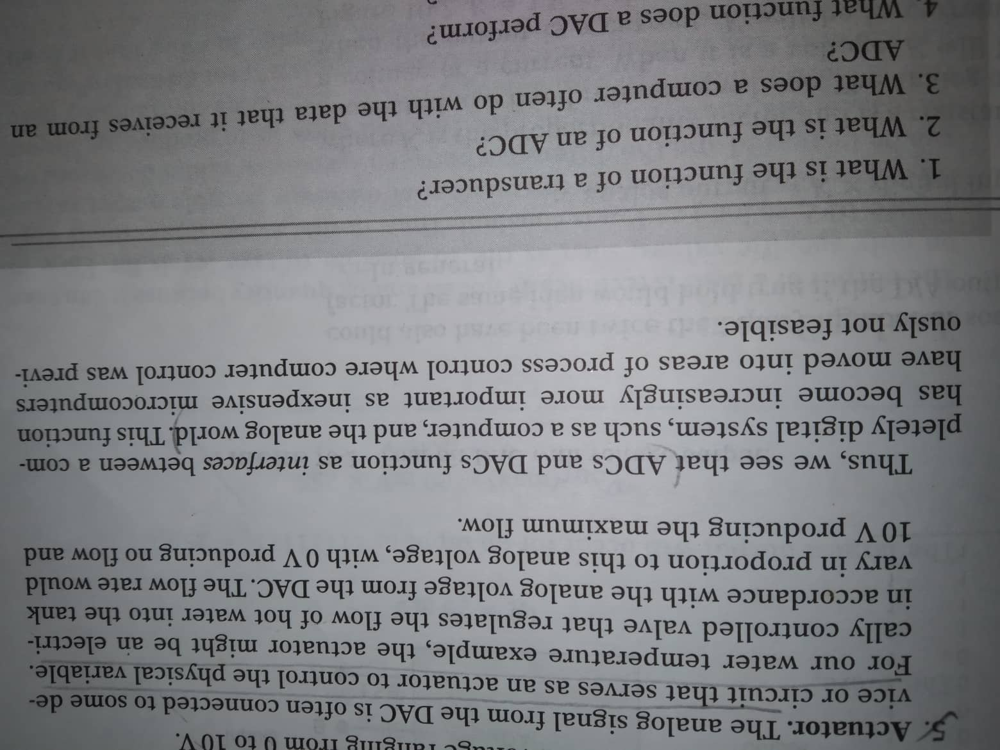 ranging from 0 to 10 V.
5. Actuator. The analog signal from the DAC is often connected to some de-
vice or circuit that serves as an actuator to control the physical variable.
For our water temperature example, the actuator might be an electri-
cally controlled valve that regulates the flow of hot water into the tank
in accordance with the analog voltage from the DAC. The flow rate would
vary in proportion to this analog voltage, with 0 V producing no flow and
10 V producing the maximum flow.
Thus, we see that ADCs and DACs function as interfaces between a com-
pletely digital system, such as a computer, and the analog world. This function
has become increasingly more important as inexpensive microcomputers
have moved into areas of process control where computer control was previ-
ously not feasible.
1. What is the function of a transducer?
2. What is the function of an ADC?
3. What does a computer often do with the data that it receives from an
ADC?
4. What function does a DAC perform?